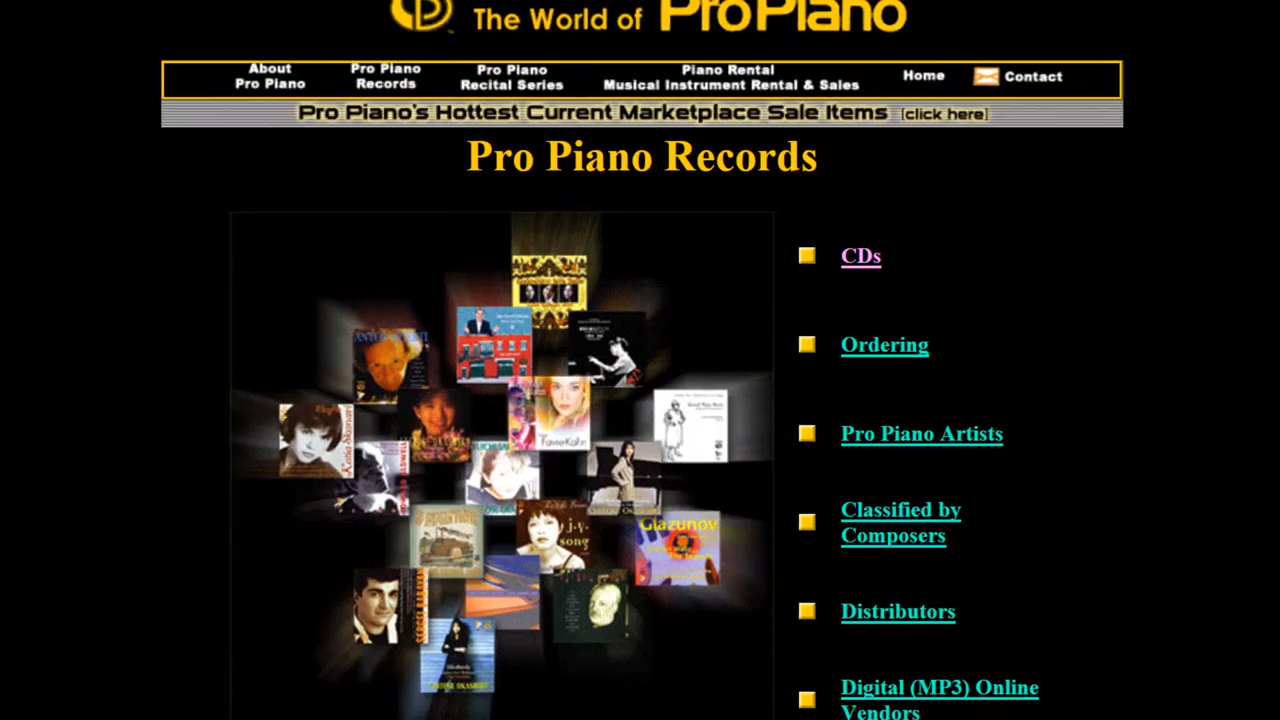 The World of ProPiano
About
Pro Piano
Pro Piano
Records
Pro Piano
Recital Series
Piano Rental
Musical Instrument Rental & Sales
Home
Contact
Pro Piano's Hottest Current Marketplace Sale Items [click here]
Pro Piano Records
CDs
Ordering
Pro Piano Artists
Classified by
Composers
Distributors
Digital (MP3) Online
Vendors
j.y.
song
Glazunov